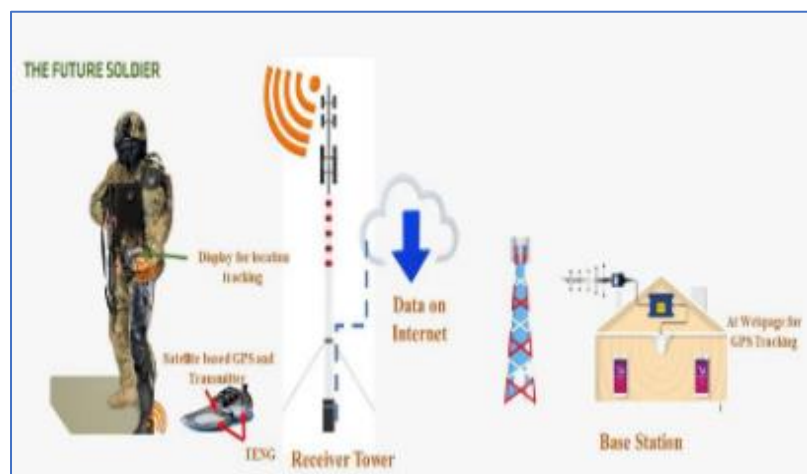 THE FUTURE SOLDIER
Display for location
tracking
Satellite based GPS and
Transmitter
TENG
Receiver Tower
Data on
Internet
At Webpage for
GPS Tracking
Base Station